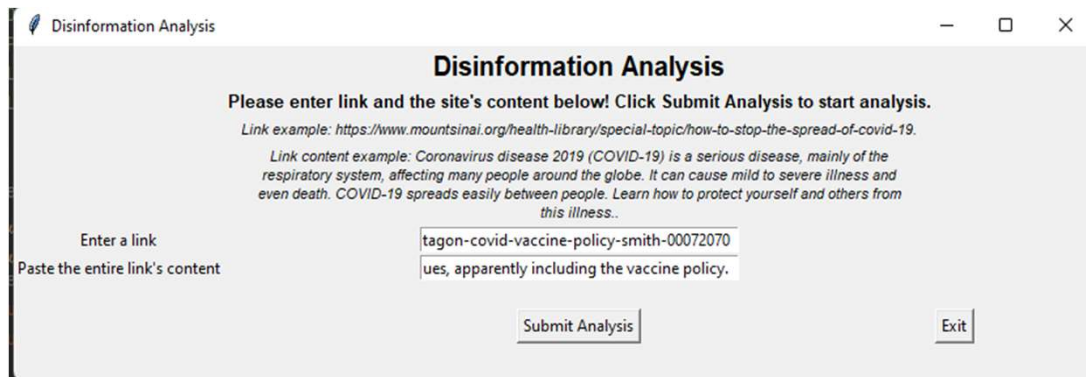 Disinformation Analysis
Disinformation Analysis
Please enter link and the site's content below! Click Submit Analysis to start analysis.
Link example: https://www.mountsinai.org/health-library/special-topic/how-to-stop-the-spread-of-covid-19.
Link content example: Coronavirus disease 2019 (COVID-19) is a serious disease, mainly of the
respiratory system, affecting many people around the globe. It can cause mild to severe illness and
even death. COVID-19 spreads easily between people. Learn how to protect yourself and others from
this illness..
Enter a link tagon-covid-vaccine-policy-smith-00072070
Paste the entire link's content ues, apparently including the vaccine policy.
Submit Analysis Exit